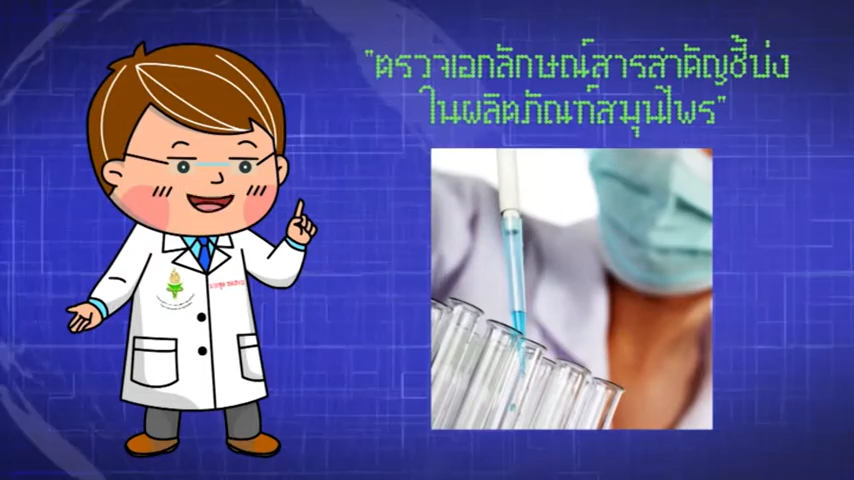 "ตรวจเอกลักษณ์สารสำคัญชี้บ่ง
ในผลิตภัณฑ์สมุนไพร"